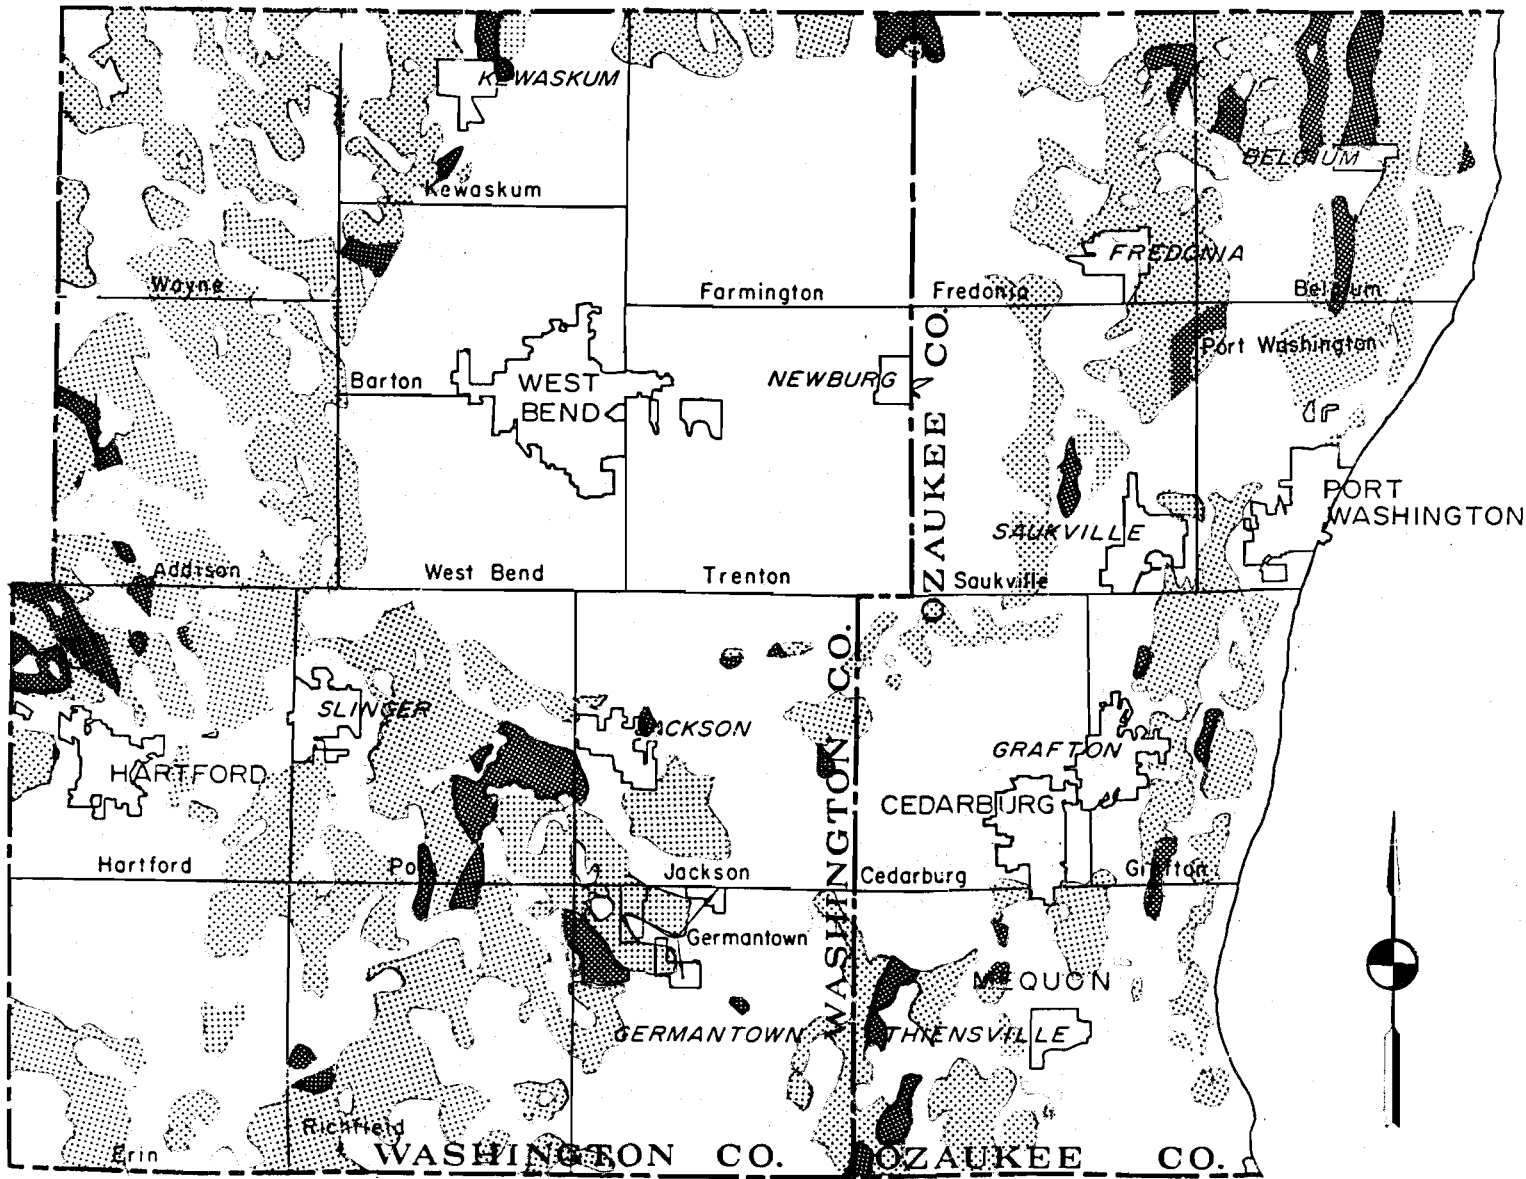 KEWASKUM
Kewaskum
BELGIUM
FREDONIA
Wayne
Farmington
Fredonia
Belgium
Port Washington
Barton
WEST
BEND
NEWBURG
OZAUKEE CO.
PORT
WASHINGTON
SAUKVILLE
Addison
West Bend
Trenton
Saukville
SLINGER
JACKSON
GRAFTON
HARTFORD
CEDARBURG
WASHINGTON CO.
Hartford
Polk
Jackson
Cedarburg
Grafton
Germantown
MEQUON
GERMANTOWN
THIENSVILLE
Richfield
Erin
WASHINGTON CO.
OZAUKEE CO.